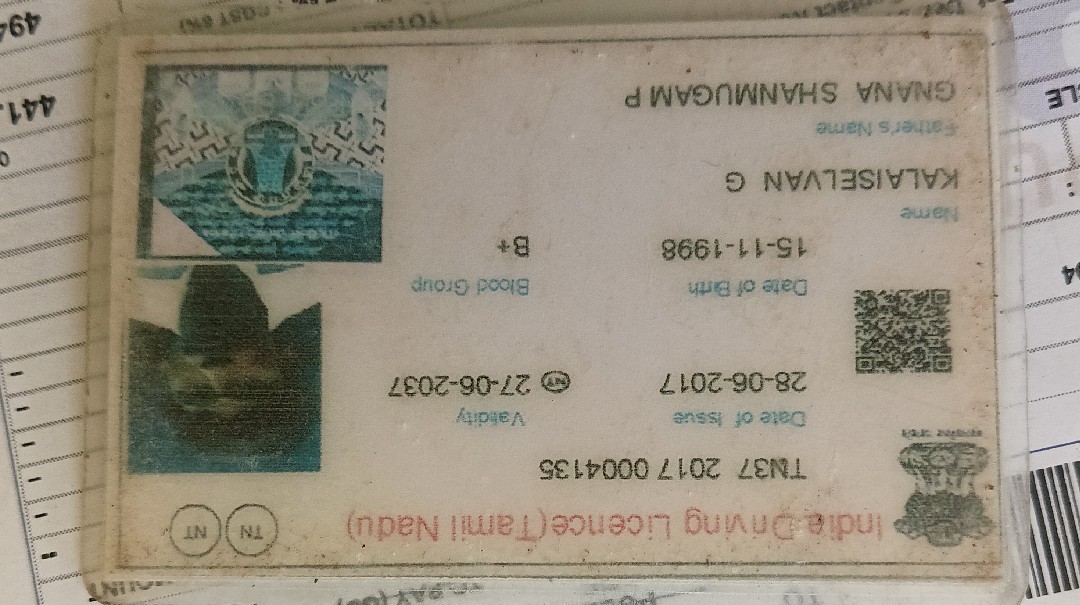 India Driving Licence(Tamil Nadu)
TN NT
TN37 2017 0004135
Date of Issue Validity
28-06-2017 NT 27-06-2037
Date of Birth Blood Group
15-11-1998 B+
Name
KALAISELVAN G
Father's Name
GNANA SHANMUGAM P